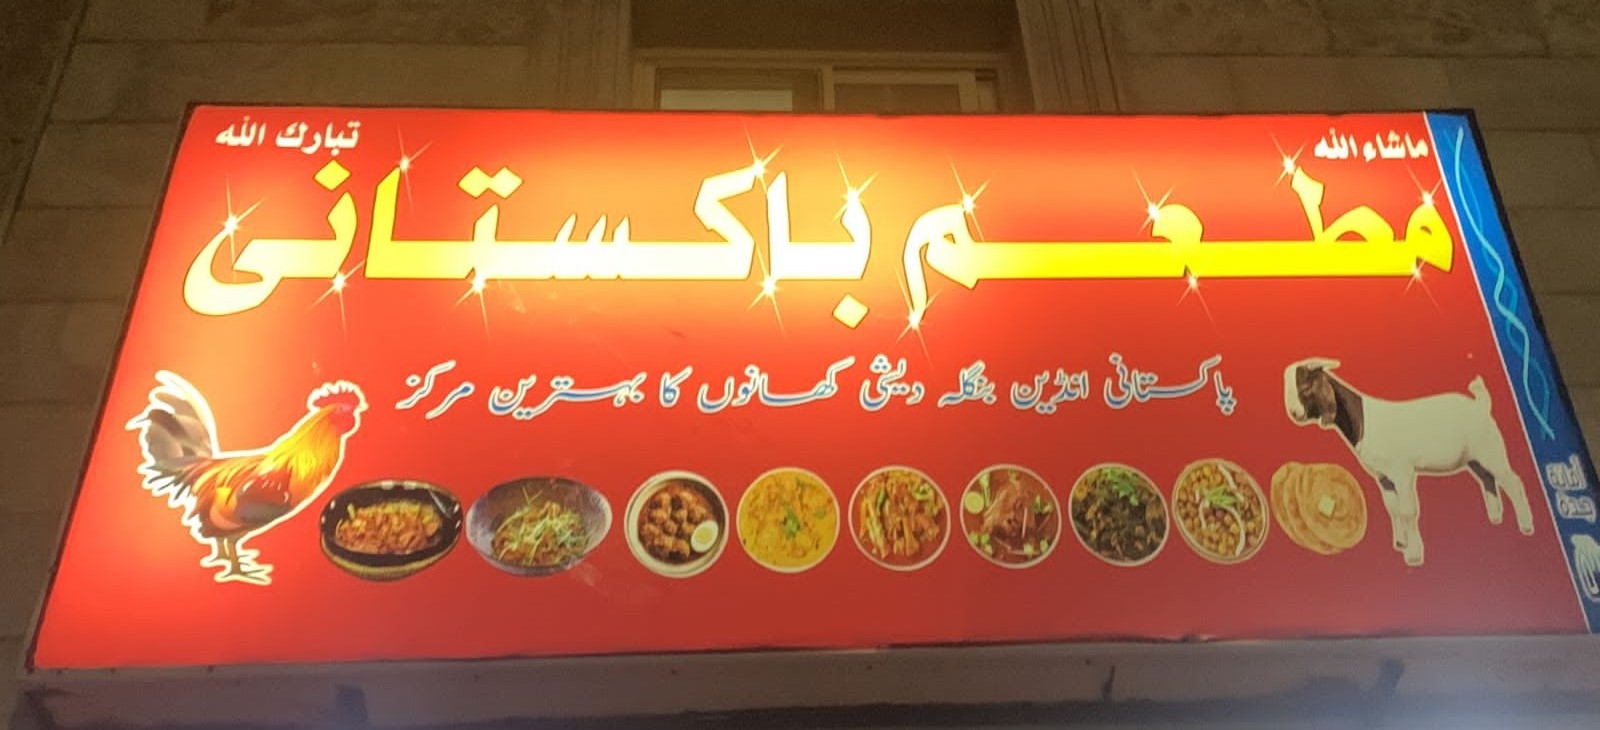 ماشاء الله
تبارك الله
مطعم باكستاني
پاکستانی انڈین بنگلہ دیشی کھانوں کا بہترین مرکز